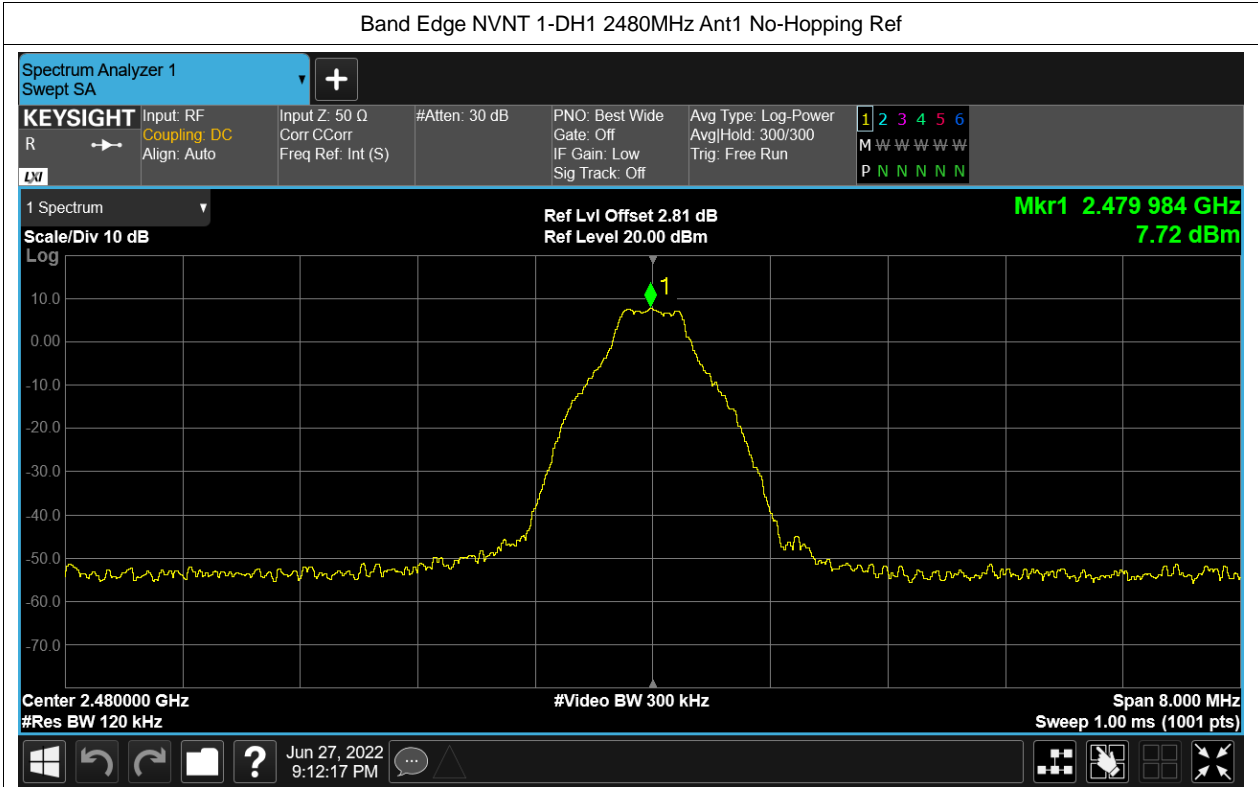 Band Edge NVNT 1-DH1 2480MHz Ant1 No-Hopping Ref
Spectrum Analyzer 1
Swept SA
KEYSIGHT
R
LXI
Input: RF
Coupling: DC
Align: Auto
Input Z: 50 Ω
Corr CCorr
Freq Ref: Int (S)
#Atten: 30 dB
PNO: Best Wide
Gate: Off
IF Gain: Low
Sig Track: Off
Avg Type: Log-Power
Avg|Hold: 300/300
Trig: Free Run
1 2 3 4 5 6
M W W W W W W
P N N N N N
1 Spectrum
Scale/Div 10 dB
Log
Ref Lvl Offset 2.81 dB
Ref Level 20.00 dBm
Mkr1 2.479 984 GHz
7.72 dBm
1
10.0
0.00
-10.0
-20.0
-30.0
-40.0
-50.0
-60.0
-70.0
Center 2.480000 GHz
#Res BW 120 kHz
#Video BW 300 kHz
Span 8.000 MHz
Sweep 1.00 ms (1001 pts)
?
Jun 27, 2022
9:12:17 PM